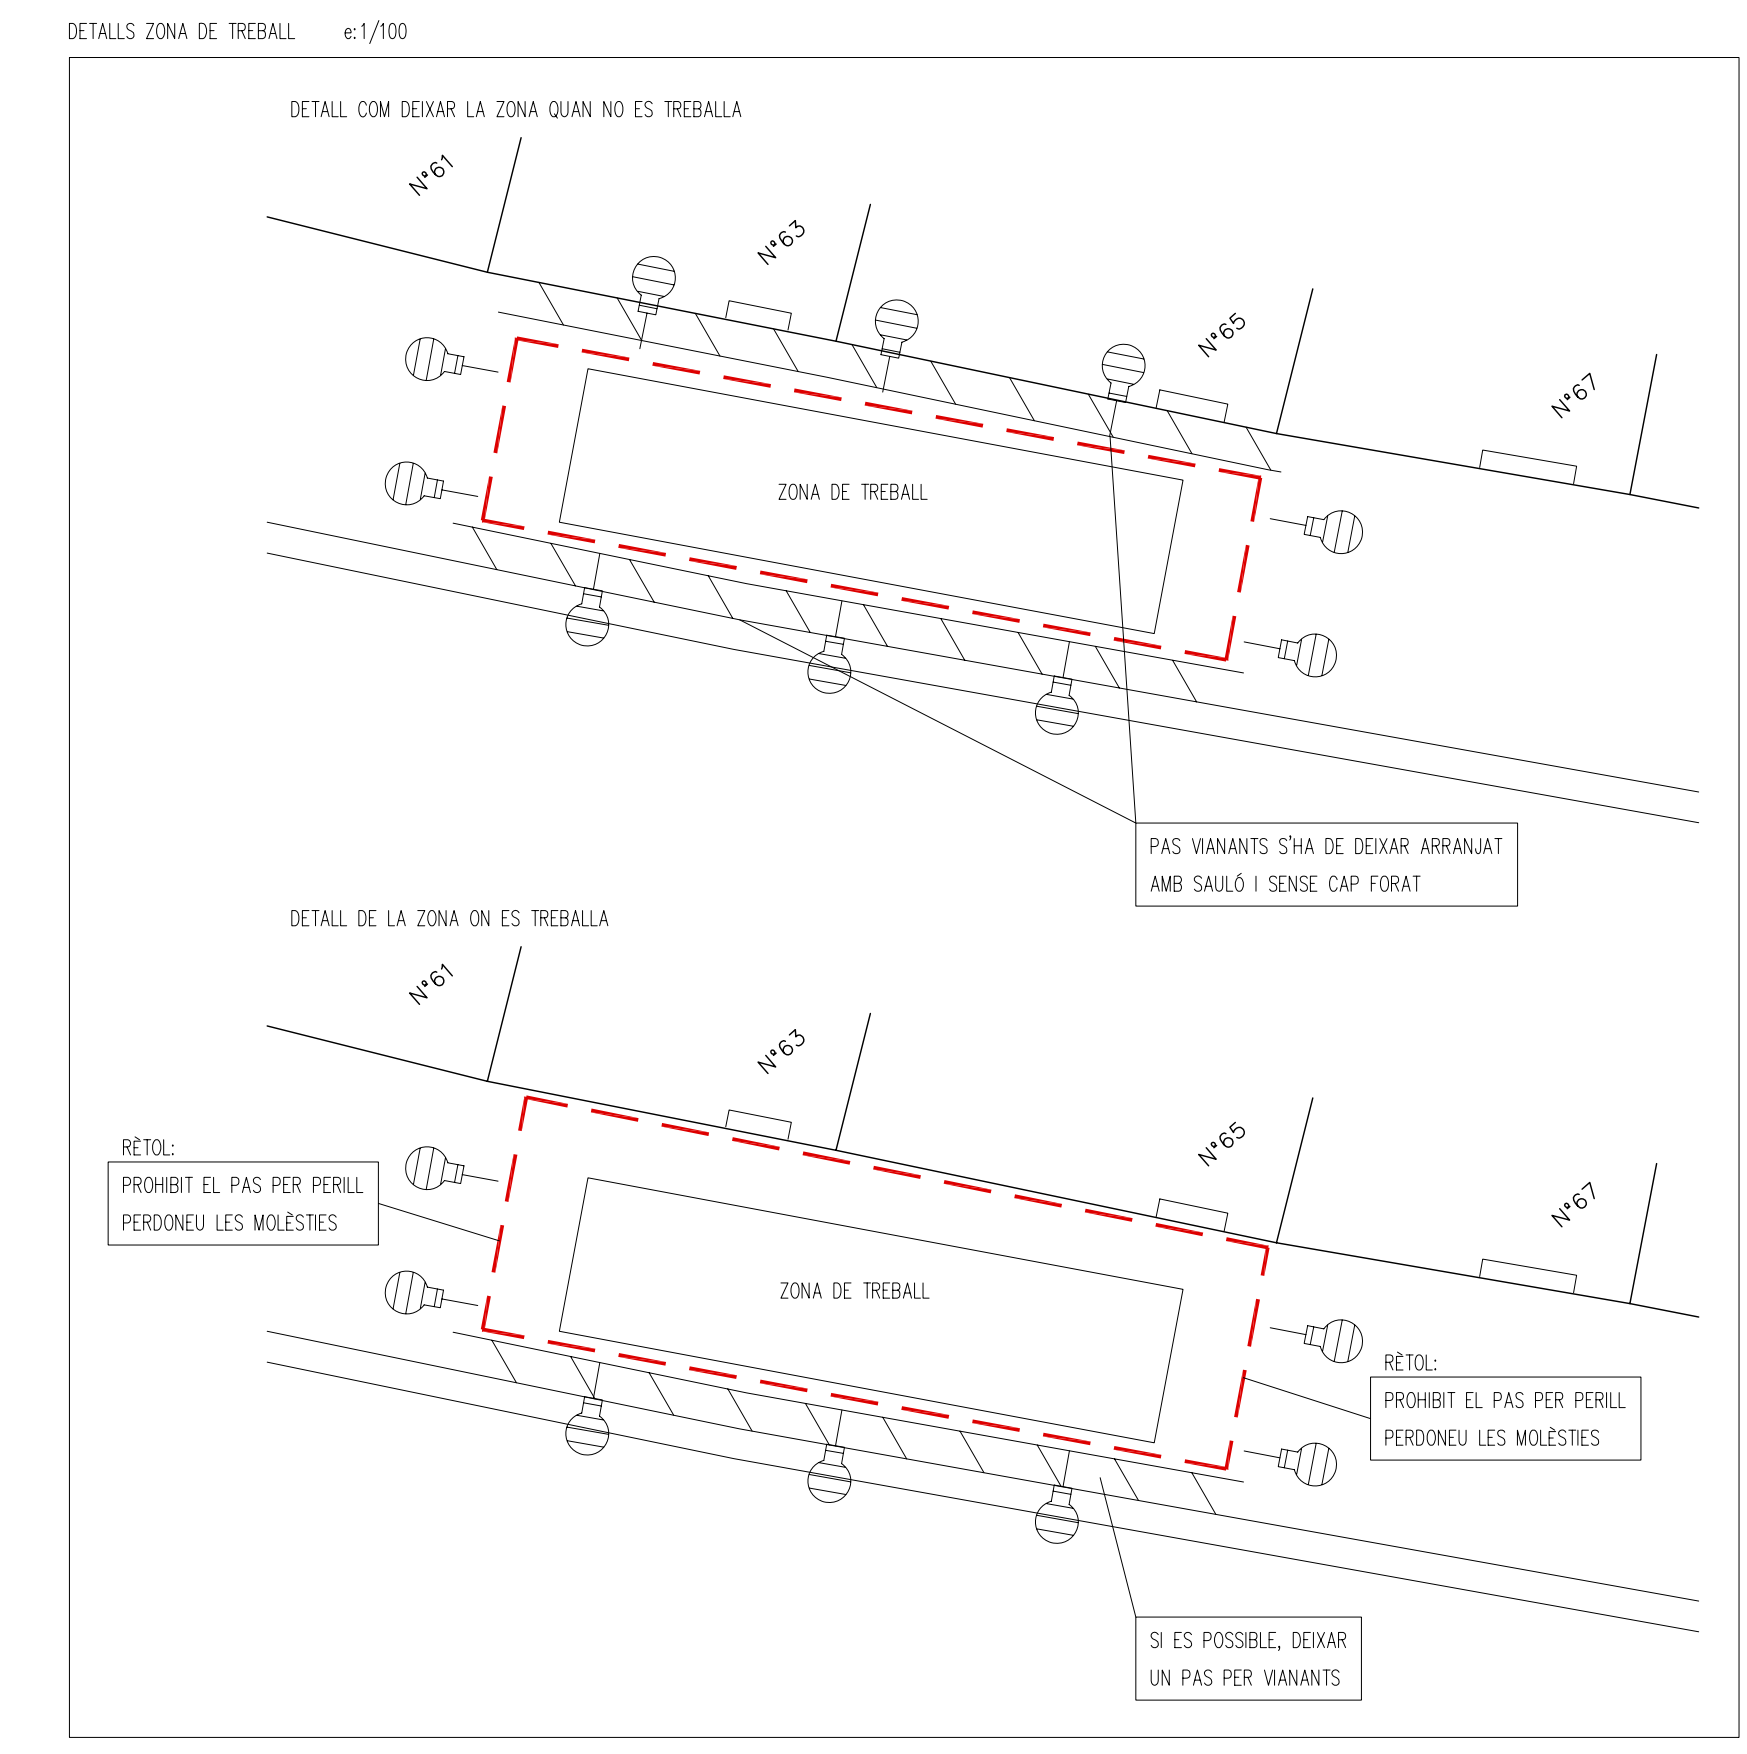 DETALLS ZONA DE TREBALL e:1/100
DETALL COM DEIXAR LA ZONA QUAN NO ES TREBALLA
N°61
N°63
N°65
N°67
ZONA DE TREBALL
PAS VIANANTS S'HA DE DEIXAR ARRANJAT
AMB SAULÓ I SENSE CAP FORAT
DETALL DE LA ZONA ON ES TREBALLA
N°61
N°63
N°65
N°67
RÈTOL:
PROHIBIT EL PAS PER PERILL
PERDONEU LES MOLÈSTIES
ZONA DE TREBALL
RÈTOL:
PROHIBIT EL PAS PER PERILL
PERDONEU LES MOLÈSTIES
SI ES POSSIBLE, DEIXAR
UN PAS PER VIANANTS